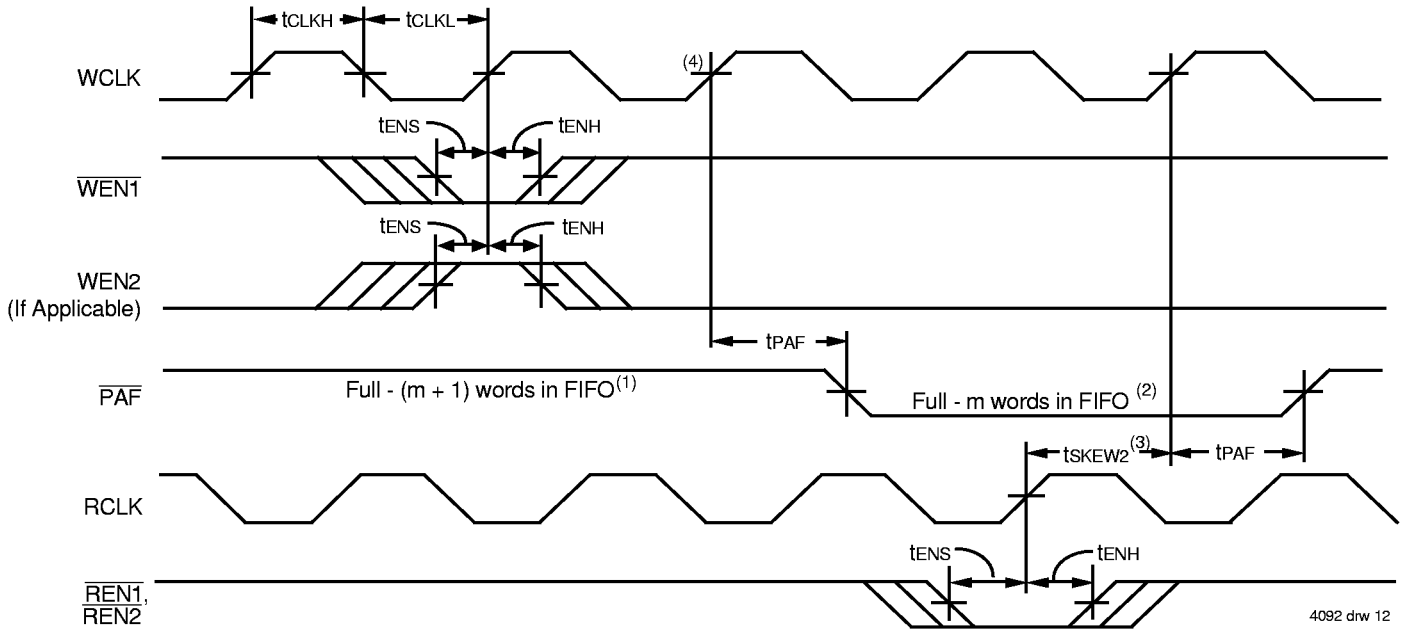 tCLKH tCLKL
WCLK
(4)
tENS tENH
WEN1
tENS tENH
WEN2
(If Applicable)
tPAF
PAF
Full - (m + 1) words in FIFO(1)
Full - m words in FIFO (2)
tSKEW2(3) tPAF
RCLK
tENS tENH
REN1,
REN2
4092 drw 12